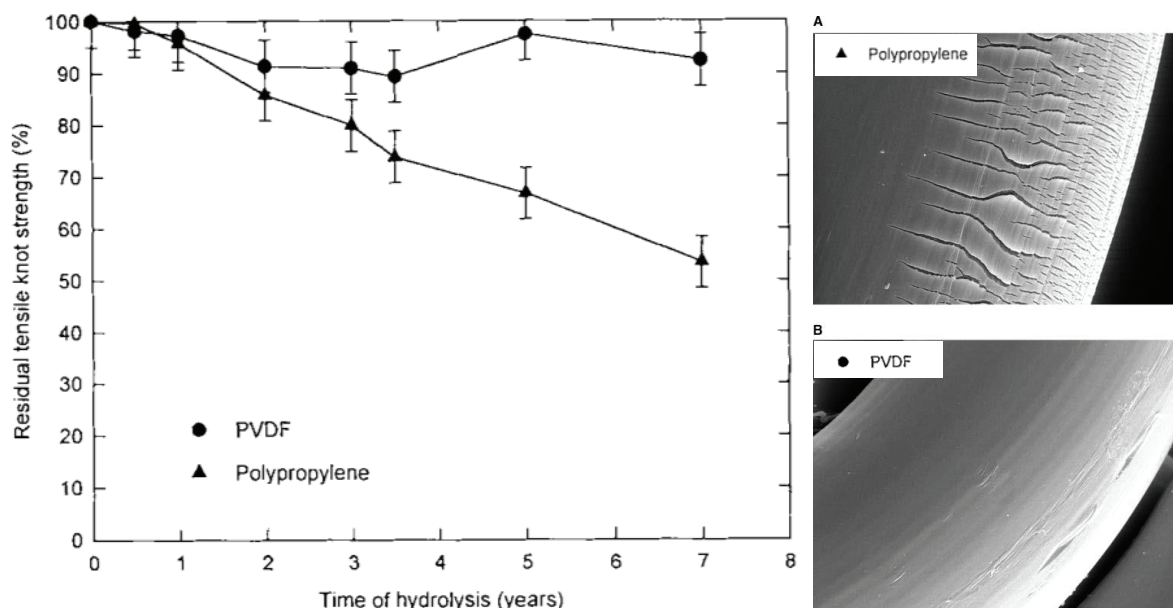 100
90
80
70
60
50
40
30
20
10
0
Residual tensile knot strength (%)
PVDF
Polypropylene
0 1 2 3 4 5 6 7 8
Time of hydrolysis (years)
A
Polypropylene
B
PVDF